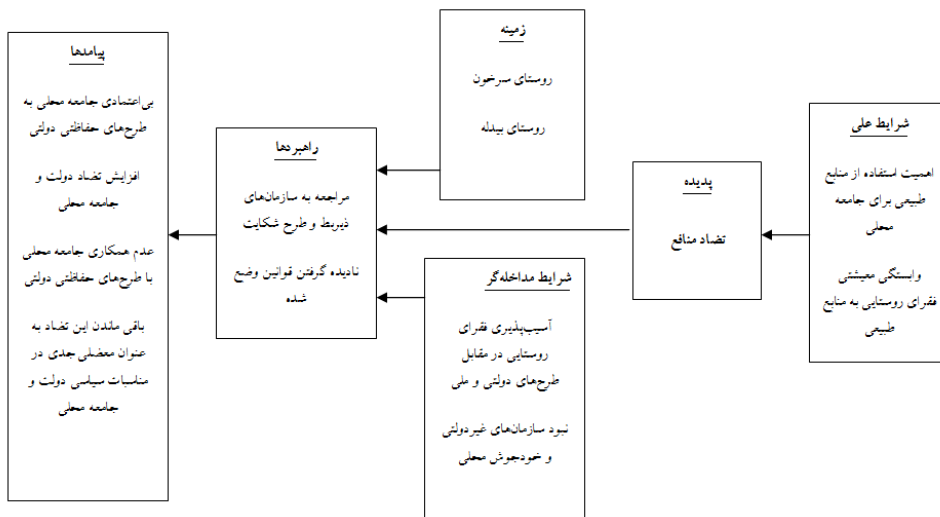 شرایط علی
اهمیت استفاده از منابع
طبیعی برای جامعه
محلی
وابستگی معیشتی
فقرای روستایی به منابع
طبیعی
پدیده
تضاد منافع
زمینه
روستای سرخون
روستای بیدله
شرایط مداخله‌گر
آسیب‌پذیری فقرای
روستایی در مقابل
طرح‌های دولتی و ملی
نبود سازمان‌های غیردولتی
و خودجوش محلی
راهبردها
مراجعه به سازمان‌های
ذیربط و طرح شکایت
نادیده گرفتن قوانین وضع
شده
پیامدها
بی‌اعتمادی جامعه محلی به
طرح‌های حفاظتی دولتی
افزایش تضاد دولت و
جامعه محلی
عدم همکاری جامعه محلی
با طرح‌های حفاظتی دولتی
باقی ماندن این تضاد به
عنوان معضلی جدی در
مناسبات سیاسی دولت و
جامعه محلی